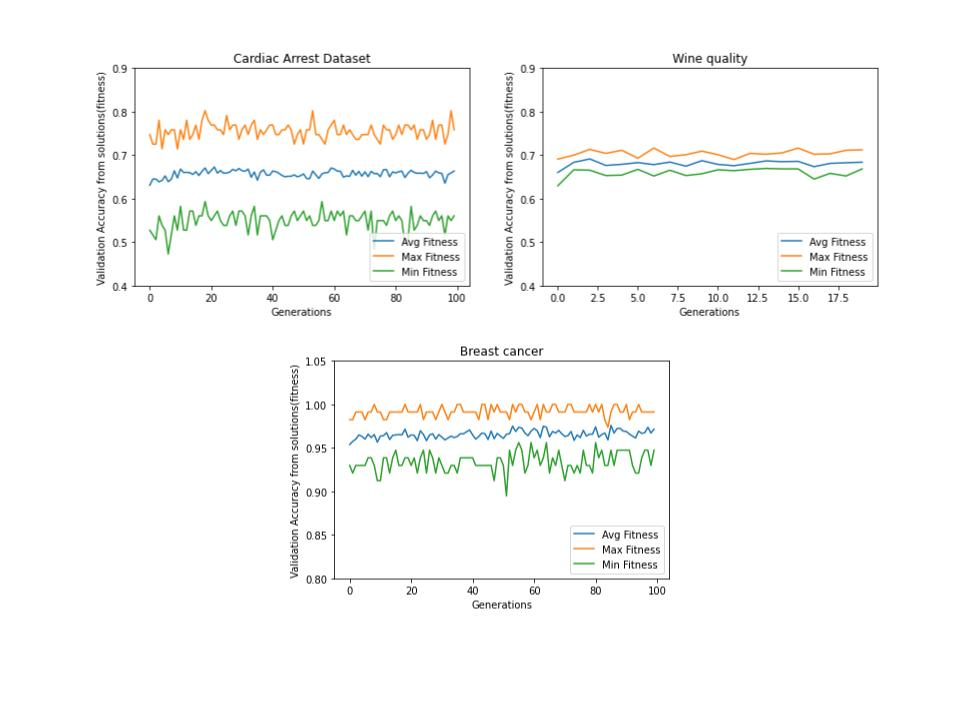 Cardiac Arrest Dataset
Validation Accuracy from solutions(fitness)
0.9
0.8
0.7
0.6
0.5
0.4
0 20 40 60 80 100
Generations
Avg Fitness
Max Fitness
Min Fitness
Wine quality
Validation Accuracy from solutions(fitness)
0.9
0.8
0.7
0.6
0.5
0.4
0.0 2.5 5.0 7.5 10.0 12.5 15.0 17.5
Generations
Avg Fitness
Max Fitness
Min Fitness
Breast cancer
Validation Accuracy from solutions(fitness)
1.05
1.00
0.95
0.90
0.85
0.80
0 20 40 60 80 100
Generations
Avg Fitness
Max Fitness
Min Fitness